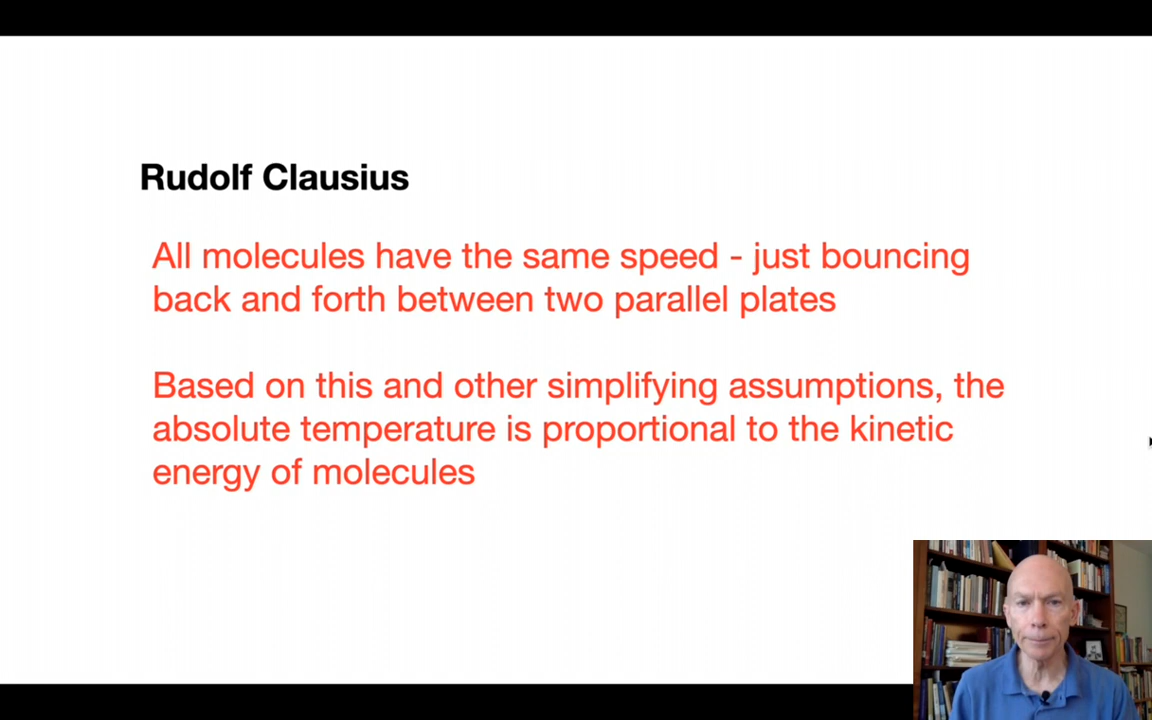 Rudolf Clausius
All molecules have the same speed - just bouncing
back and forth between two parallel plates
Based on this and other simplifying assumptions, the
absolute temperature is proportional to the kinetic
energy of molecules